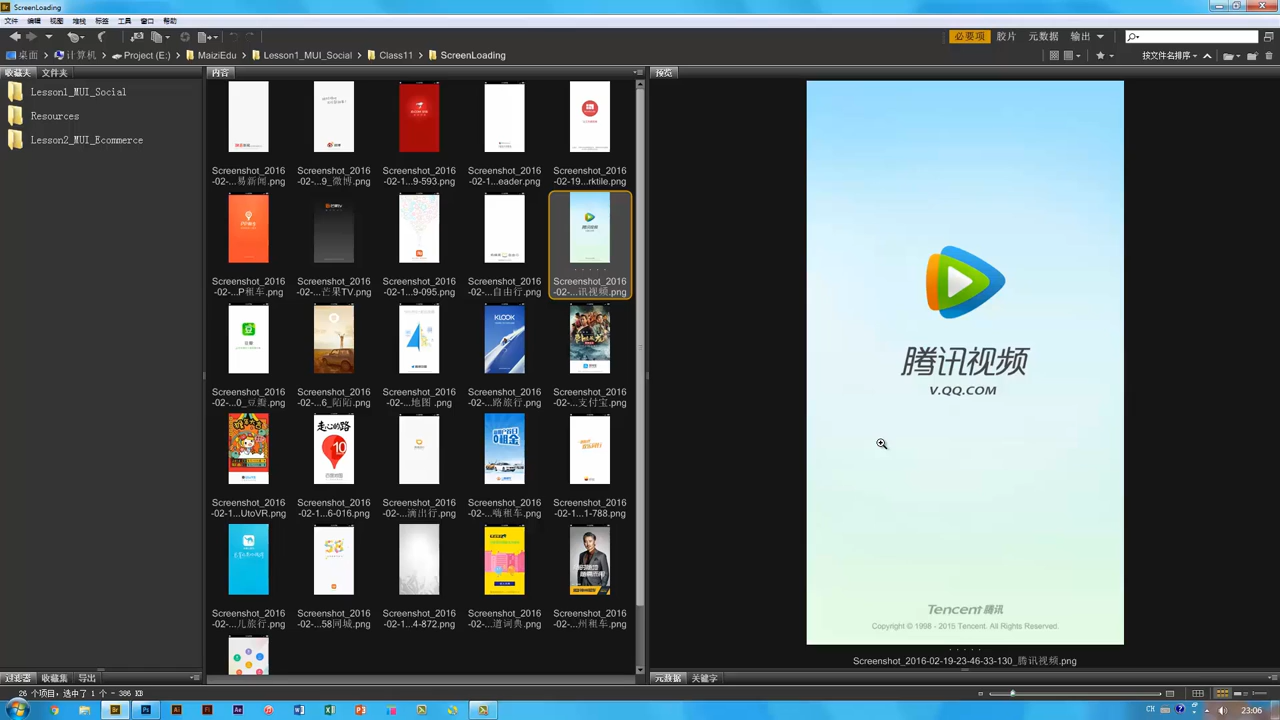 Br ScreenLoading
文件 编辑 视图 堆栈 标签 工具 窗口 帮助
必要项 胶片 元数据 输出
桌面 计算机 Project (E:) MaiziEdu Lesson1_MUI_Social Class11 ScreenLoading
按文件名排序
收藏夹 文件夹 内容 预览
Lesson1_MUI_Social
Resources
Lesson2_MUI_Ecommerce
Screenshot_2016 Screenshot_2016 Screenshot_2016 Screenshot_2016 Screenshot_2016
-02-...易新闻.png -02-...9_微博.png -02-1...9-593.png -02-1...eader.png -02-19...rktile.png
Screenshot_2016 Screenshot_2016 Screenshot_2016 Screenshot_2016 Screenshot_2016
-02-...P租车.png -02-...芒果TV.png -02-1...9-095.png -02-...自由行.png -02-...讯视频.png
KLOOK
Screenshot_2016 Screenshot_2016 Screenshot_2016 Screenshot_2016 Screenshot_2016
-02-...0_豆瓣.png -02-...6_陌陌.png -02-...地图 .png -02-...路旅行.png -02-...支付宝.png
走心的路
10
Screenshot_2016 Screenshot_2016 Screenshot_2016 Screenshot_2016 Screenshot_2016
-02-1...UtoVR.png -02-1...6-016.png -02-...滴出行.png -02-...嗨租车.png -02-1...1-788.png
58
Screenshot_2016 Screenshot_2016 Screenshot_2016 Screenshot_2016 Screenshot_2016
-02-...儿旅行.png -02-...58同城.png -02-1...4-872.png -02-...道词典.png -02-...州租车.png
腾讯视频
V.QQ.COM
Tencent 腾讯
Copyright © 1998 - 2015 Tencent. All Rights Reserved.
Screenshot_2016-02-19-23-46-33-130_腾讯视频.png
过滤器 收藏集 导出 元数据 关键字
26 个项目，选中了 1 个 - 386 KB
CH 23:06